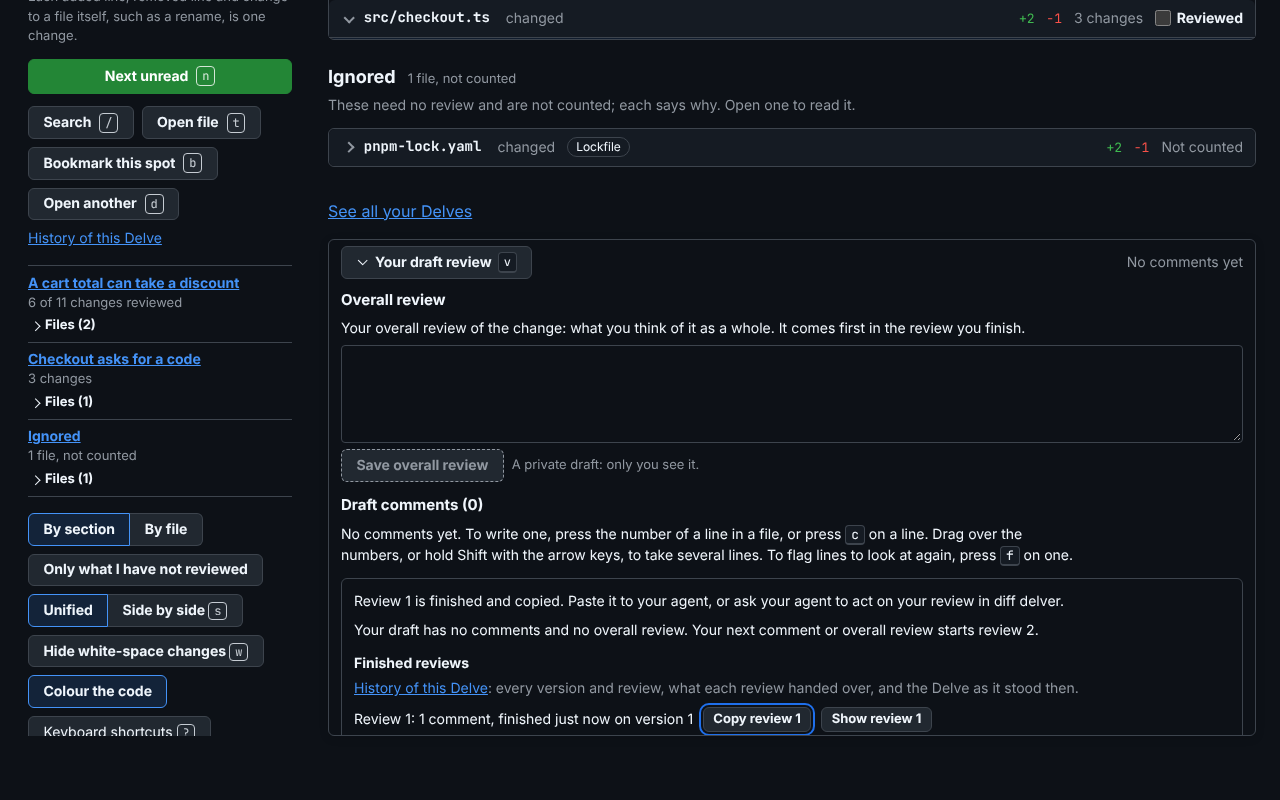 to a file itself, such as a rename, is one
change.
Next unread n
Search /
Open file t
Bookmark this spot b
Open another d
History of this Delve
A cart total can take a discount
6 of 11 changes reviewed
Files (2)
Checkout asks for a code
3 changes
Files (1)
Ignored
1 file, not counted
Files (1)
By section
By file
Only what I have not reviewed
Unified
Side by side s
Hide white-space changes w
Colour the code
Keyboard shortcuts ?
src/checkout.ts changed +2 -1 3 changes Reviewed
Ignored 1 file, not counted
These need no review and are not counted; each says why. Open one to read it.
pnpm-lock.yaml changed Lockfile +2 -1 Not counted
See all your Delves
Your draft review v No comments yet
Overall review
Your overall review of the change: what you think of it as a whole. It comes first in the review you finish.
Save overall review A private draft: only you see it.
Draft comments (0)
No comments yet. To write one, press the number of a line in a file, or press c on a line. Drag over the
numbers, or hold Shift with the arrow keys, to take several lines. To flag lines to look at again, press f on one.
Review 1 is finished and copied. Paste it to your agent, or ask your agent to act on your review in diff delver.
Your draft has no comments and no overall review. Your next comment or overall review starts review 2.
Finished reviews
History of this Delve: every version and review, what each review handed over, and the Delve as it stood then.
Review 1: 1 comment, finished just now on version 1 Copy review 1 Show review 1